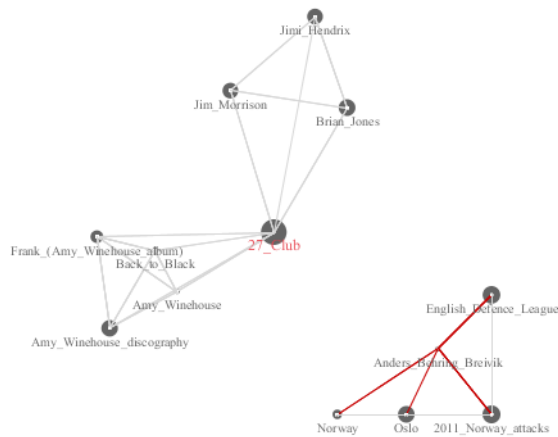 Jimi_Hendrix
Jim_Morrison
Brian_Jones
27_Club
Frank_(Amy_Winehouse_album)
Back_to_Black
Amy_Winehouse
Amy_Winehouse_discography
English_Defence_League
Anders_Behring_Breivik
Norway
Oslo
2011_Norway_attacks